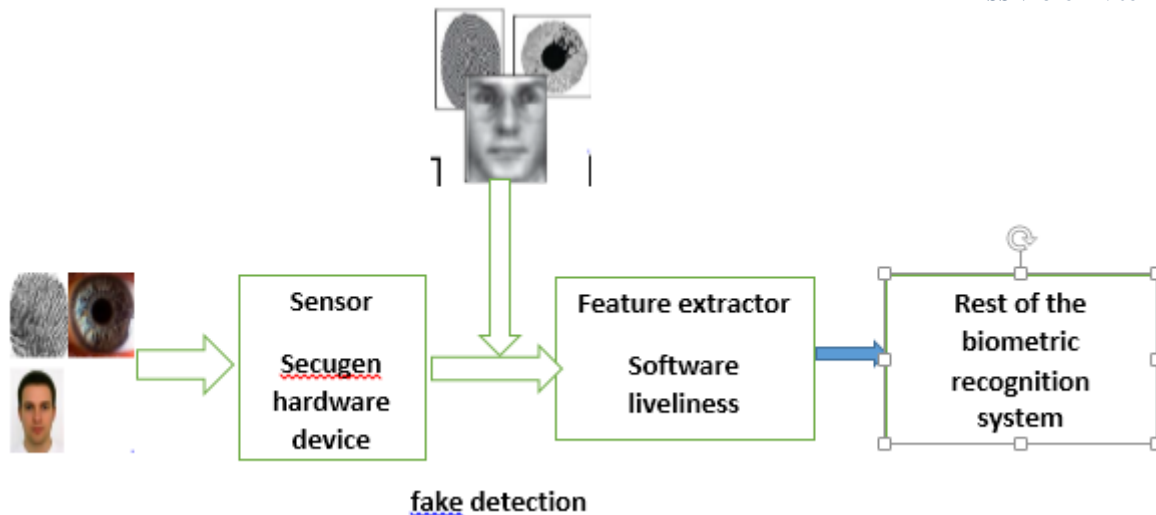 Sensor
Secugen
hardware
device
Feature extractor
Software
liveliness
Rest of the
biometric
recognition
system
fake detection